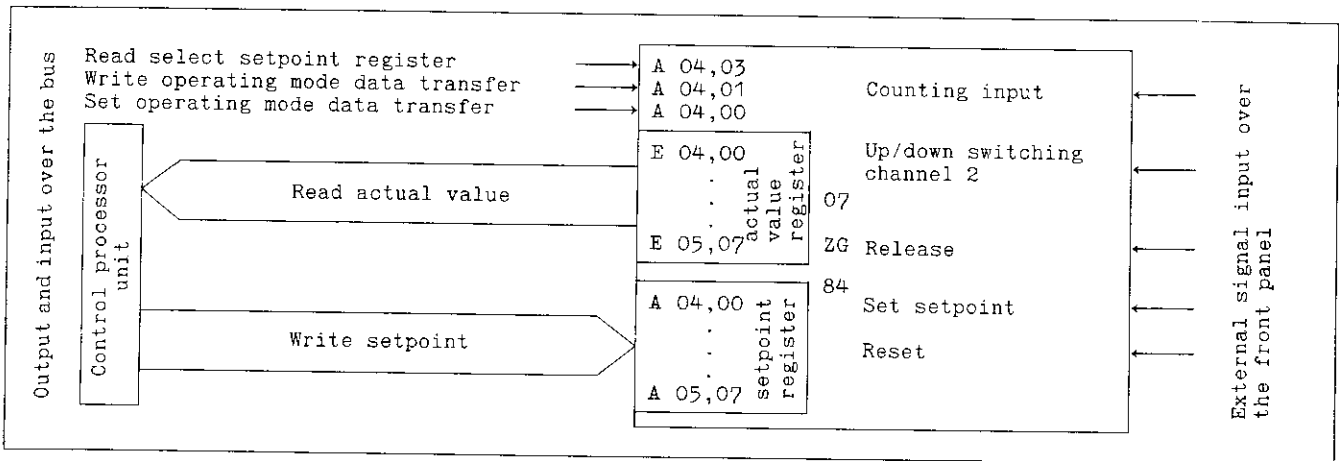 Output and input over the bus
Read select setpoint register
Write operating mode data transfer
Set operating mode data transfer
A 04,03
A 04,01
A 04,00
Counting input
Control processor
unit
Read actual value
E 04,00
.
.
.
E 05,07
actual
value
register
07
ZG
84
Up/down switching
channel 2
Release
Write setpoint
A 04,00
.
.
.
A 05,07
setpoint
register
Set setpoint
Reset
External signal input over
the front panel